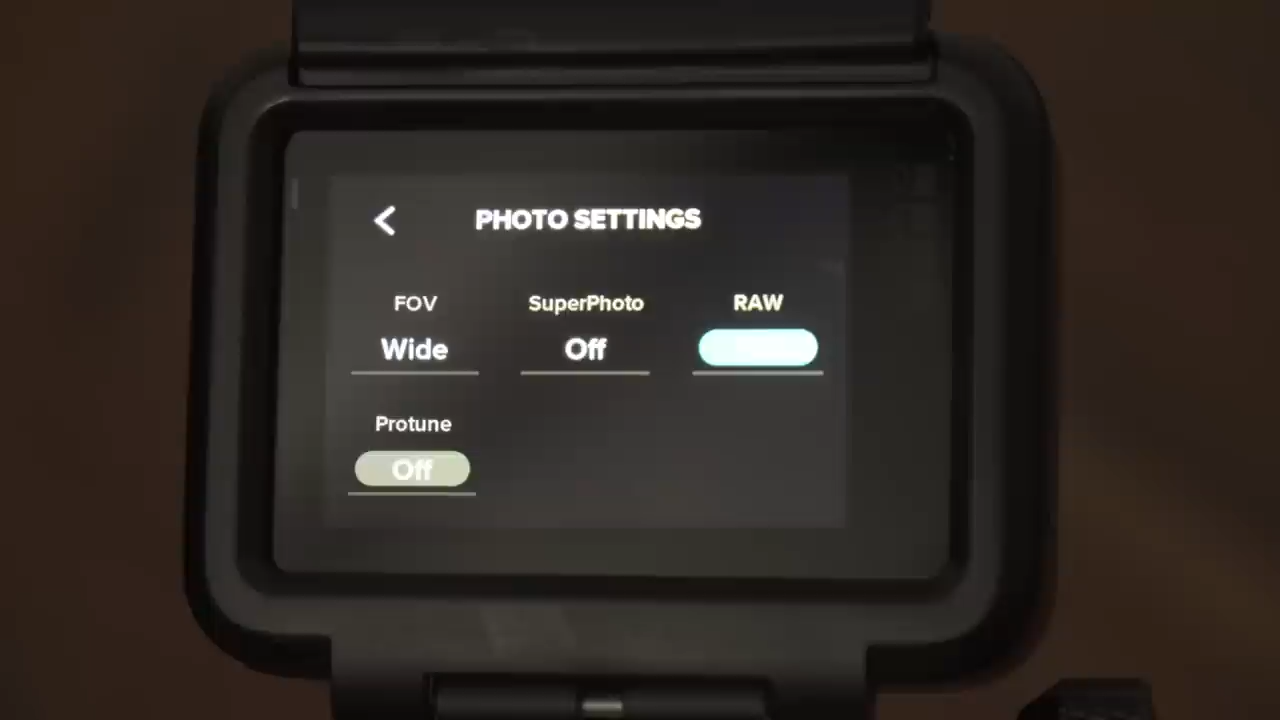 PHOTO SETTINGS
FOV SuperPhoto RAW
Wide Off
Protune
Off